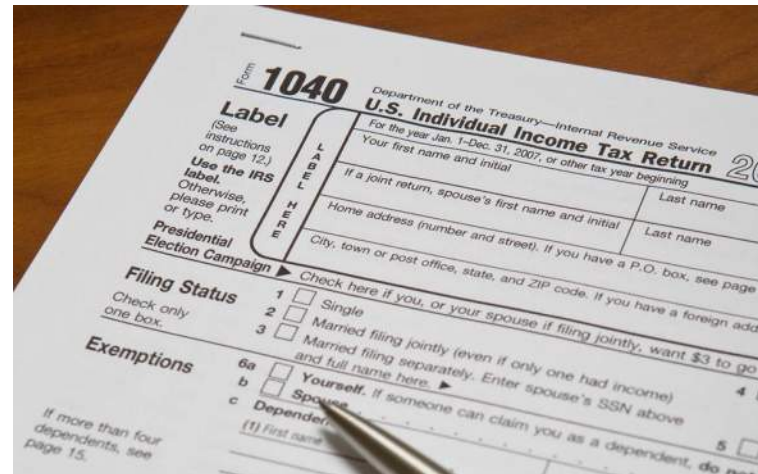 Form 1040
Department of the Treasury—Internal Revenue Service
U.S. Individual Income Tax Return
For the year Jan. 1–Dec. 31, 2007, or other tax year beginning
Label
(See
instructions
on page 12.)
Use the IRS
label.
Otherwise,
please print
or type.
LABEL HERE
Your first name and initial
Last name
If a joint return, spouse's first name and initial
Last name
Home address (number and street). If you have a P.O. box, see page
City, town or post office, state, and ZIP code. If you have a foreign
Presidential
Election Campaign ▶ Check here if you, or your spouse if filing jointly, want $3 to go
Filing Status
Check only
one box.
1 Single
2 Married filing jointly (even if only one had income)
3 Married filing separately. Enter spouse's SSN above
and full name here. ▶
4
5
Exemptions
6a Yourself. If someone can claim you as a dependent, do
b Spouse
c
(1) First name
If more than four
dependents, see
page 15.